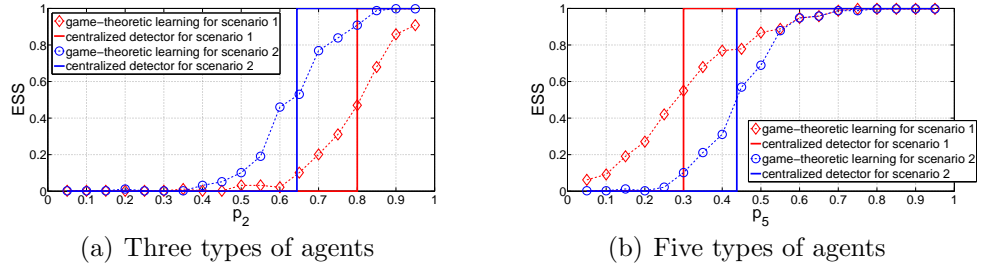 1
0.8
0.6
0.4
0.2
0
ESS
game-theoretic learning for scenario 1
centralized detector for scenario 1
game-theoretic learning for scenario 2
centralized detector for scenario 2
0 0.1 0.2 0.3 0.4 0.5 0.6 0.7 0.8 0.9 1
p2
(a) Three types of agents
1
0.8
0.6
0.4
0.2
0
ESS
game-theoretic learning for scenario 1
centralized detector for scenario 1
game-theoretic learning for scenario 2
centralized detector for scenario 2
0 0.1 0.2 0.3 0.4 0.5 0.6 0.7 0.8 0.9 1
p5
(b) Five types of agents